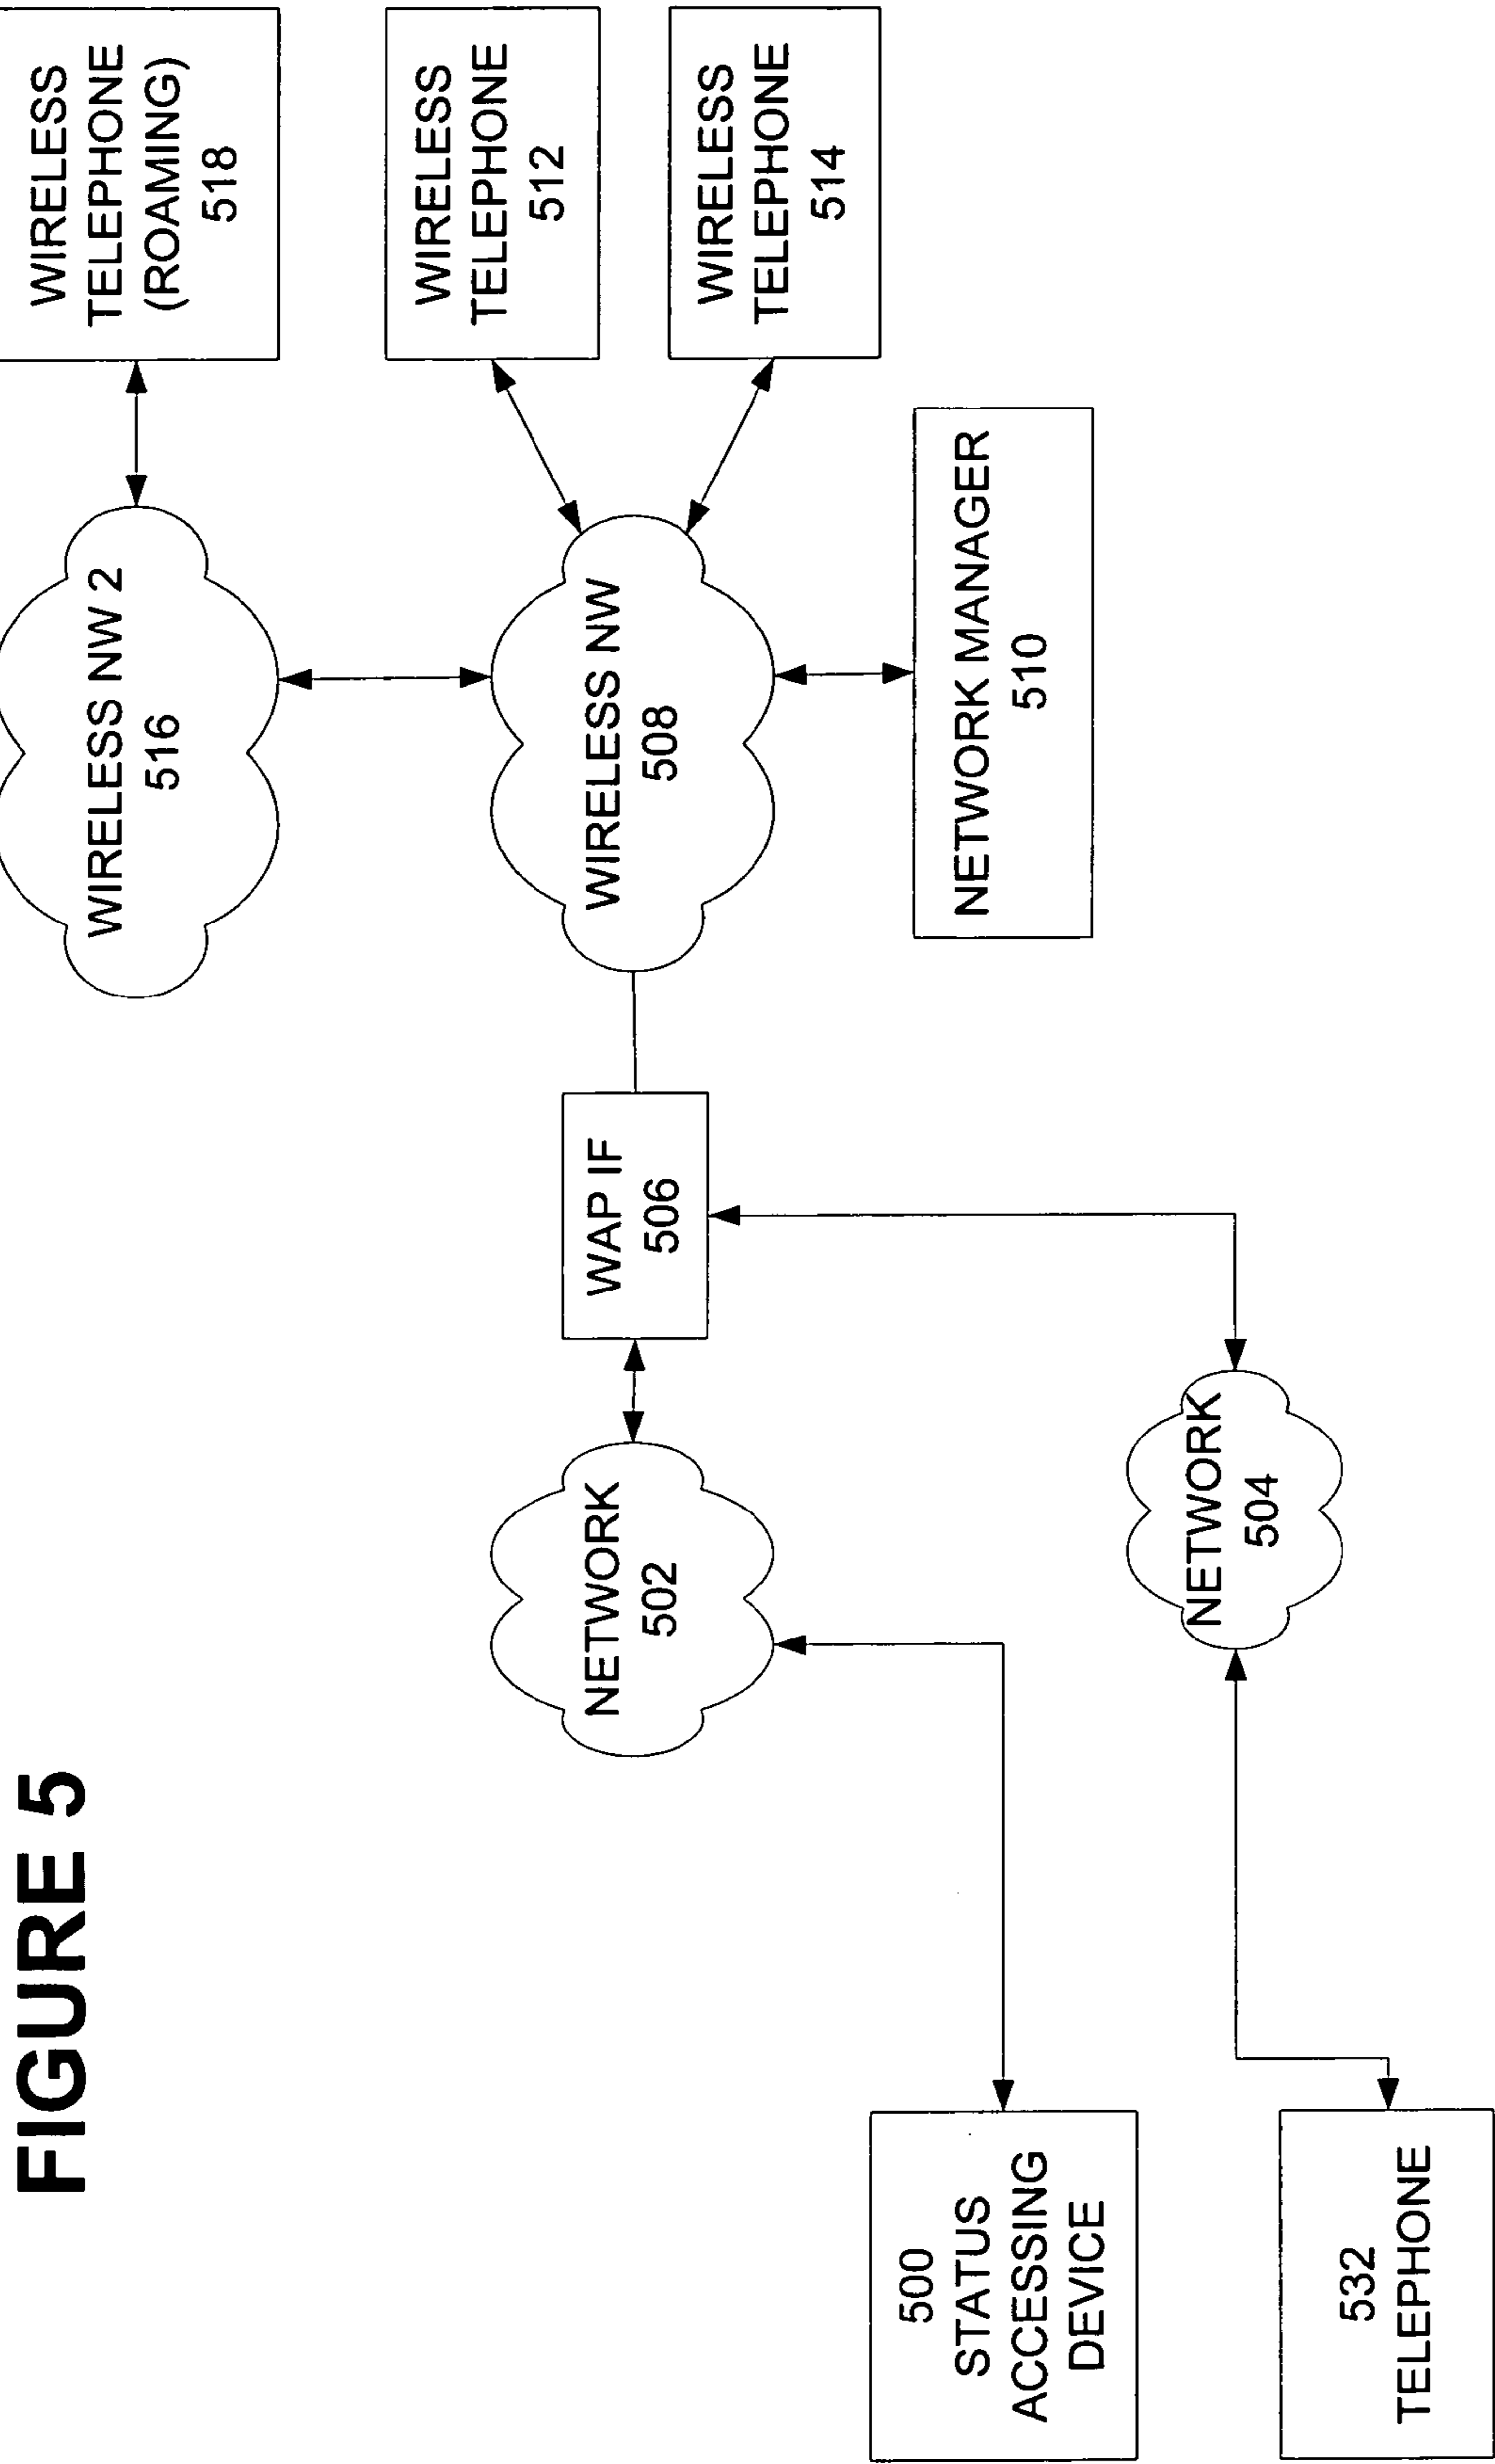 FIGURE 5
WIRELESS
TELEPHONE
(ROAMING)
518
WIRELESS NW 2
516
WIRELESS
TELEPHONE
512
WIRELESS
TELEPHONE
514
WIRELESS NW
508
NETWORK MANAGER
510
WAP IF
506
NETWORK
502
NETWORK
504
500
STATUS
ACCESSING
DEVICE
532
TELEPHONE